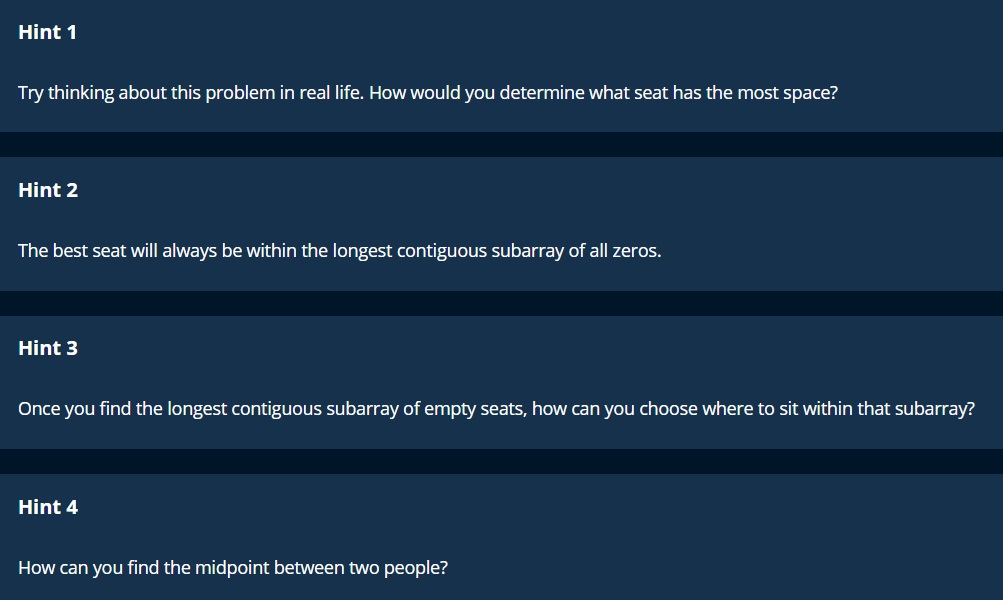 Hint 1
Try thinking about this problem in real life. How would you determine what seat has the most space?
Hint 2
The best seat will always be within the longest contiguous subarray of all zeros.
Hint 3
Once you find the longest contiguous subarray of empty seats, how can you choose where to sit within that subarray?
Hint 4
How can you find the midpoint between two people?